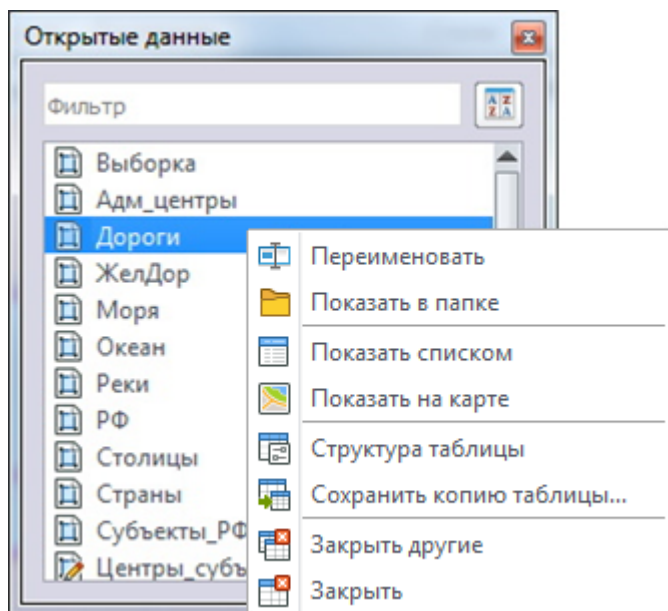 Открытые данные
Фильтр
Выборка
Адм_центры
Дороги
ЖелДор
Моря
Океан
Реки
РФ
Столицы
Страны
Субъекты_РФ
Центры_субъ
Переименовать
Показать в папке
Показать списком
Показать на карте
Структура таблицы
Сохранить копию таблицы...
Закрыть другие
Закрыть